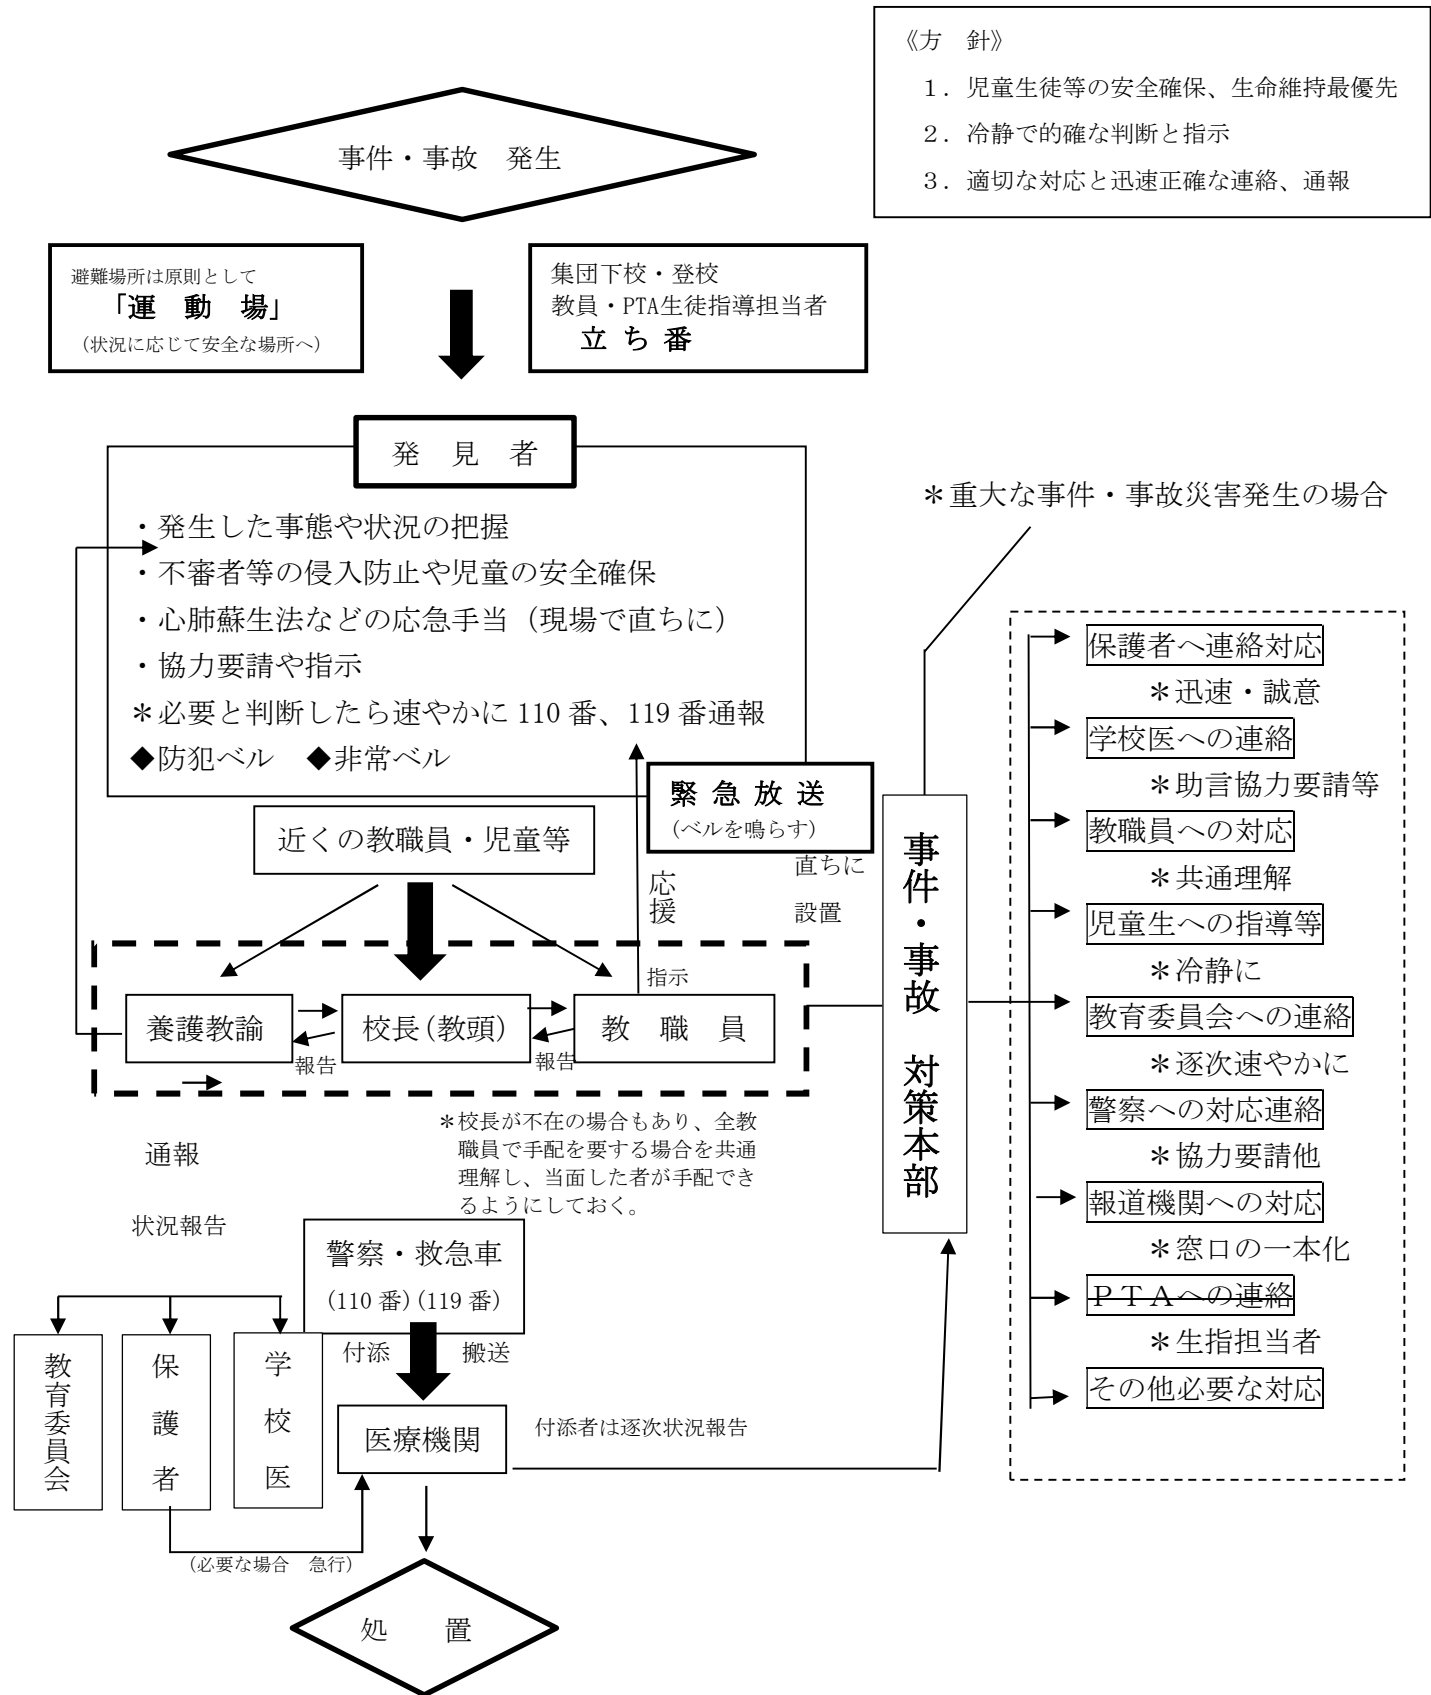 《方　針》
１．児童生徒等の安全確保、生命維持最優先
２．冷静で的確な判断と指示
３．適切な対応と迅速正確な連絡、通報
事件・事故　発生
避難場所は原則として
「運　動　場」
(状況に応じて安全な場所へ)
集団下校・登校
教員・PTA生徒指導担当者
立 ち 番
発　見　者
・発生した事態や状況の把握
・不審者等の侵入防止や児童の安全確保
・心肺蘇生法などの応急手当（現場で直ちに）
・協力要請や指示
＊必要と判断したら速やかに 110 番、119 番通報
◆防犯ベル　◆非常ベル
緊 急 放 送
(ベルを鳴らす)
近くの教職員・児童等
応援
直ちに
設置
指示
養護教諭
校長(教頭)
教　職　員
報告
報告
＊校長が不在の場合もあり、全教
職員で手配を要する場合を共通
理解し、当面した者が手配でき
るようにしておく。
通報
状況報告
警察・救急車
(110 番)(119 番)
付添
搬送
教育委員会
保護者
学校医
医療機関
付添者は逐次状況報告
(必要な場合　急行)
処　　置
＊重大な事件・事故災害発生の場合
事件・事故　対策本部
保護者へ連絡対応
＊迅速・誠意
学校医への連絡
＊助言協力要請等
教職員への対応
＊共通理解
児童生への指導等
＊冷静に
教育委員会への連絡
＊逐次速やかに
警察への対応連絡
＊協力要請他
報道機関への対応
＊窓口の一本化
ＰＴＡへの連絡
＊生指担当者
その他必要な対応